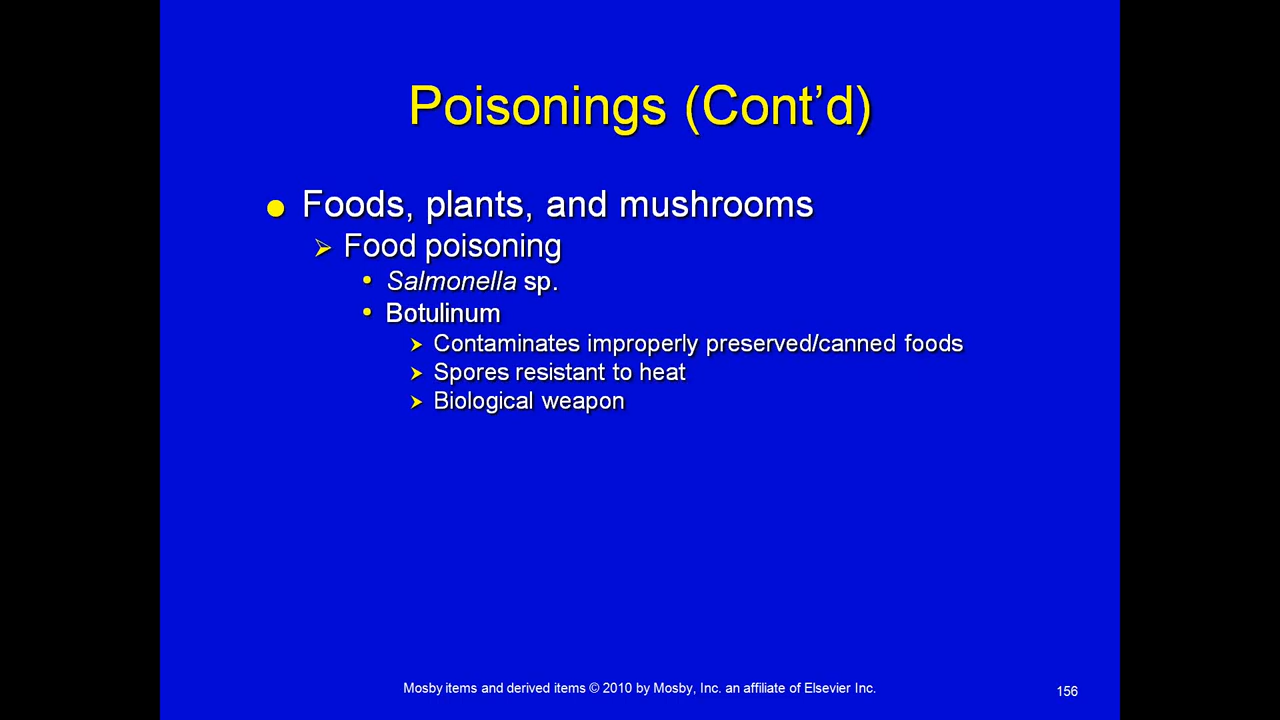 Poisonings (Cont’d)
Foods, plants, and mushrooms
Food poisoning
Salmonella sp.
Botulinum
Contaminates improperly preserved/canned foods
Spores resistant to heat
Biological weapon
Mosby items and derived items © 2010 by Mosby, Inc. an affiliate of Elsevier Inc.
156